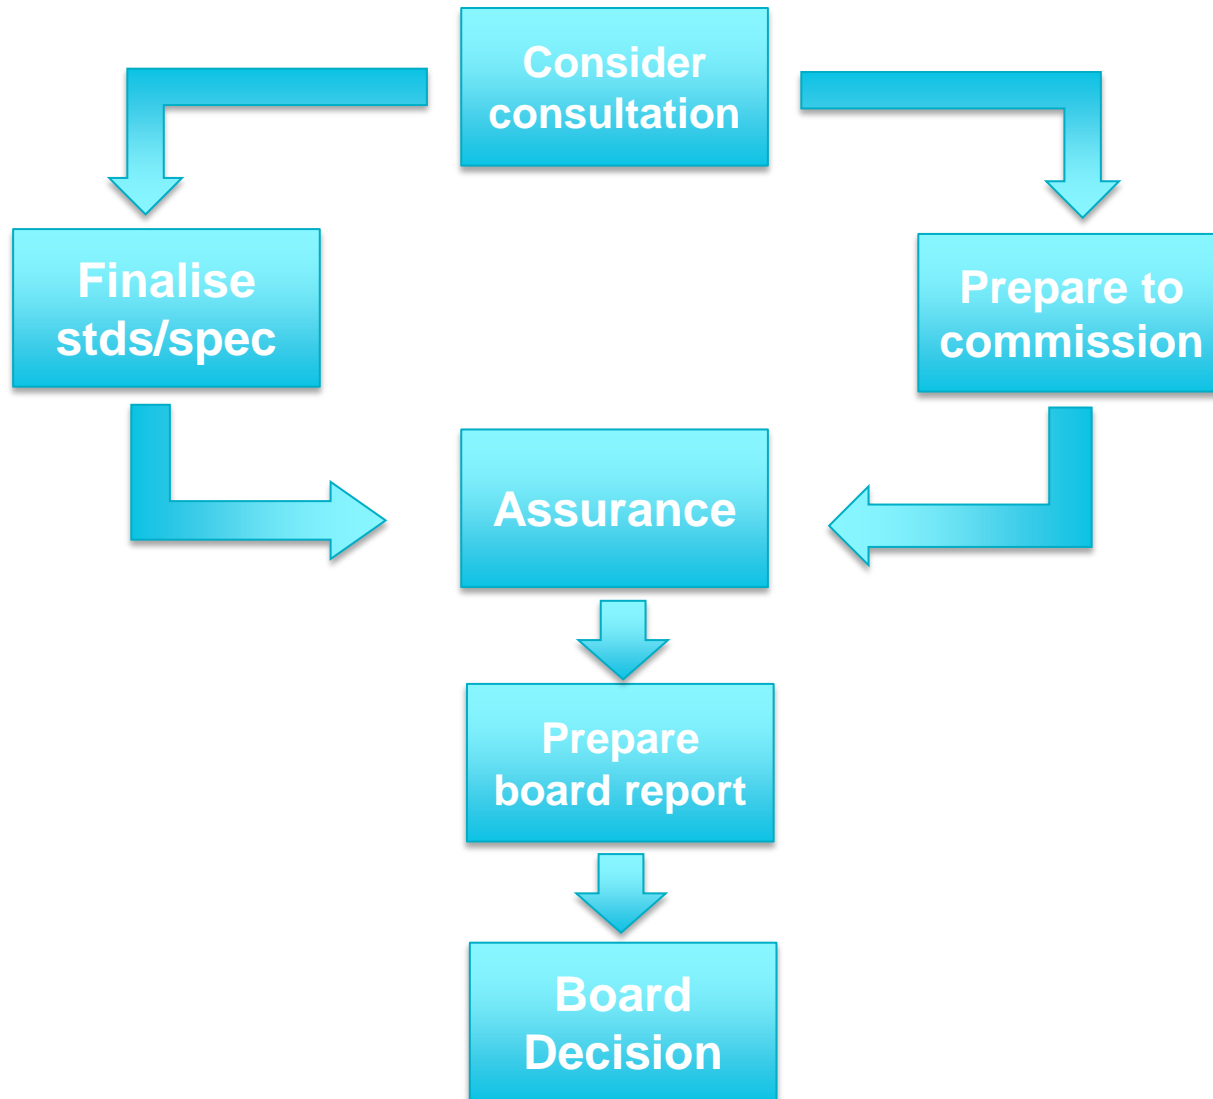 Consider
consultation
Finalise
stds/spec
Prepare to
commission
Assurance
Prepare
board report
Board
Decision